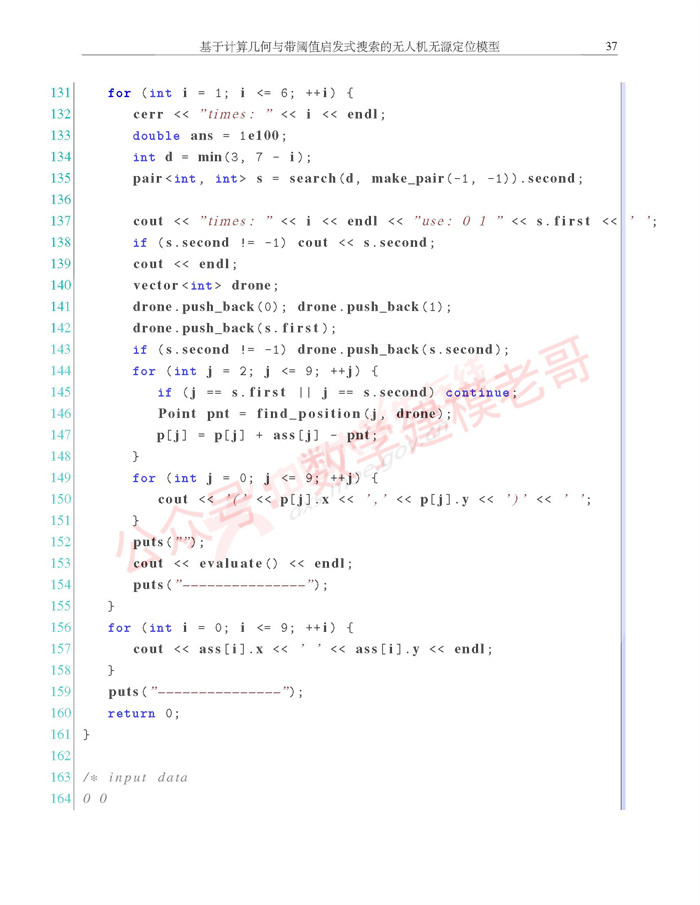 基于计算几何与带阈值启发式搜索的无人机无源定位模型 37
131 for (int i = 1; i <= 6; ++i) {
132 cerr << "times: " << i << endl;
133 double ans = 1e100;
134 int d = min(3, 7 - i);
135 pair<int, int> s = search(d, make_pair(-1, -1)).second;
136
137 cout << "times: " << i << endl << "use: 0 1 " << s.first << ' ';
138 if (s.second != -1) cout << s.second;
139 cout << endl;
140 vector<int> drone;
141 drone.push_back(0); drone.push_back(1);
142 drone.push_back(s.first);
143 if (s.second != -1) drone.push_back(s.second);
144 for (int j = 2; j <= 9; ++j) {
145 if (j == s.first || j == s.second) continue;
146 Point pnt = find_position(j, drone);
147 p[j] = p[j] + ass[j] - pnt;
148 }
149 for (int j = 0; j <= 9; ++j) {
150 cout << '(' << p[j].x << ',' << p[j].y << ')' << ' ';
151 }
152 puts("");
153 cout << evaluate() << endl;
154 puts("---------------");
155 }
156 for (int i = 0; i <= 9; ++i) {
157 cout << ass[i].x << ' ' << ass[i].y << endl;
158 }
159 puts("---------------");
160 return 0;
161 }
162
163 /* input data
164 0 0
公众号:数学建模老哥